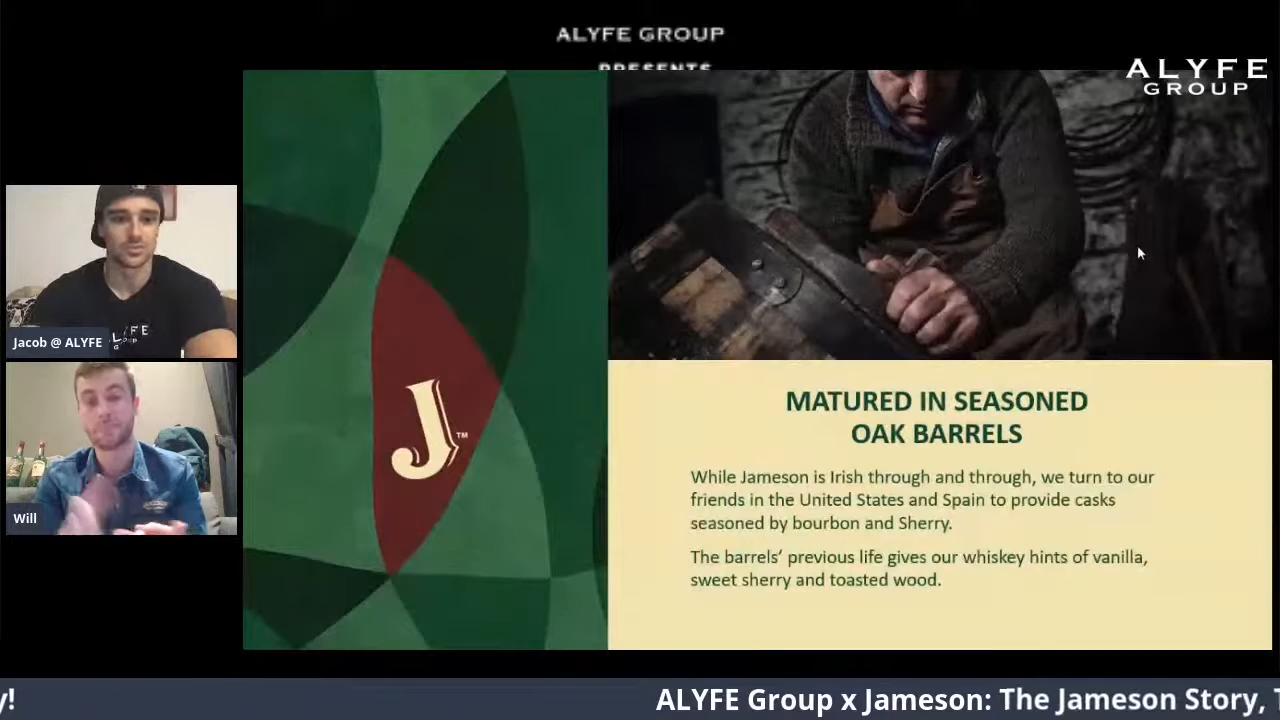 ALYFE GROUP
PRESENTS
ALYFE
GROUP
Jacob @ ALYFE
ALYFE
Will
J™
MATURED IN SEASONED
OAK BARRELS
While Jameson is Irish through and through, we turn to our
friends in the United States and Spain to provide casks
seasoned by bourbon and Sherry.
The barrels’ previous life gives our whiskey hints of vanilla,
sweet sherry and toasted wood.
y!
ALYFE Group x Jameson: The Jameson Story, T